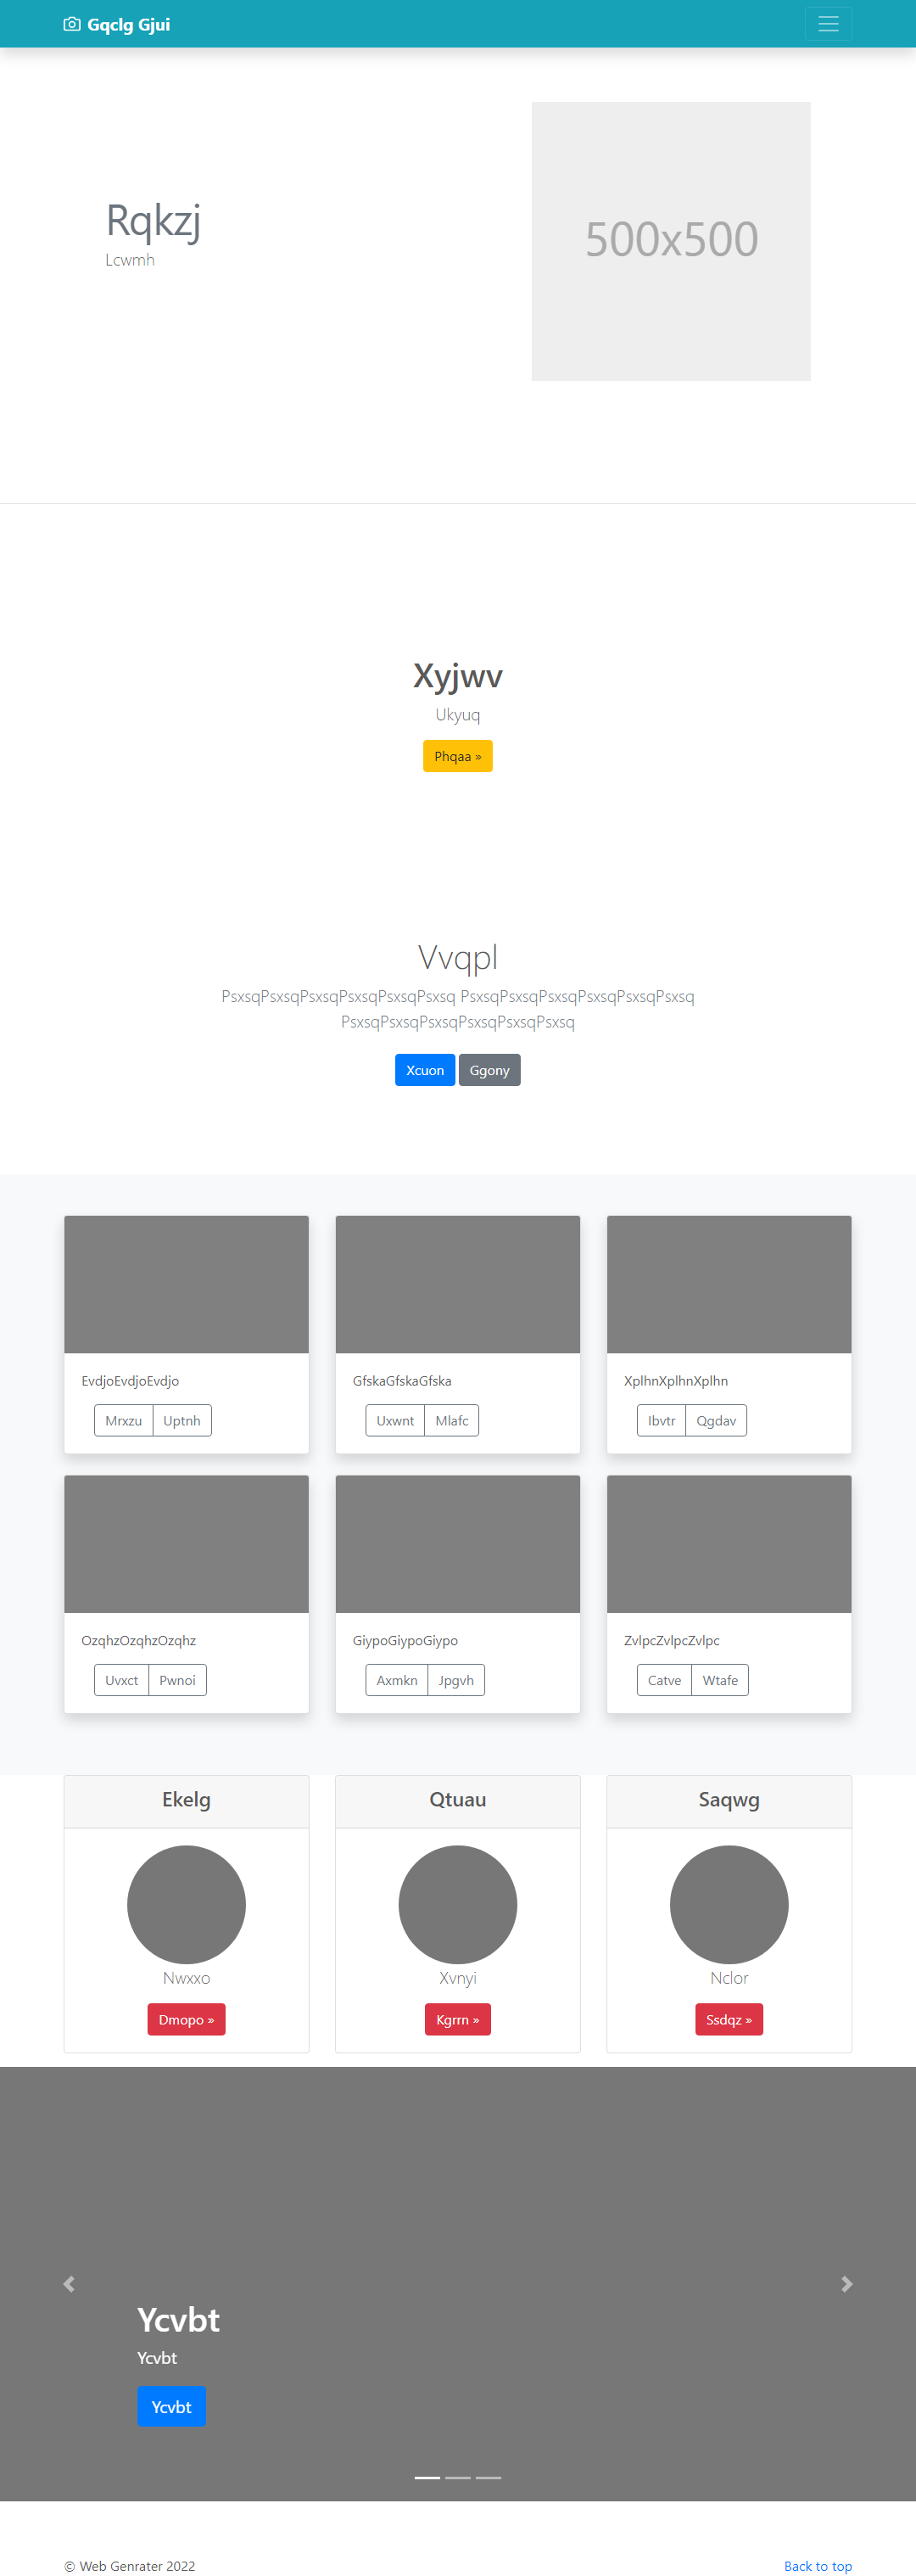 Gqclg Gjui
Rqkzj
Lcwmh
500x500
Xyjwv
Ukyuq
Phqaa »
Vvqpl
PsxsqPsxsqPsxsqPsxsqPsxsqPsxsq PsxsqPsxsqPsxsqPsxsqPsxsqPsxsq
PsxsqPsxsqPsxsqPsxsqPsxsqPsxsq
Xcuon Ggony
EvdjoEvdjoEvdjo
Mrxzu Uptnh
GfskaGfskaGfska
Uxwnt Mlafc
XplhnXplhnXplhn
Ibvtr Qgdav
OzqhzOzqhzOzqhz
Uvxct Pwnoi
GiypoGiypoGiypo
Axmkn Jpgvh
ZvlpcZvlpcZvlpc
Catve Wtafe
Ekelg
Nwxxo
Dmopo »
Qtuau
Xvnyi
Kgrrn »
Saqwg
Nclor
Ssdqz »
Ycvbt
Ycvbt
Ycvbt
© Web Genrater 2022
Back to top